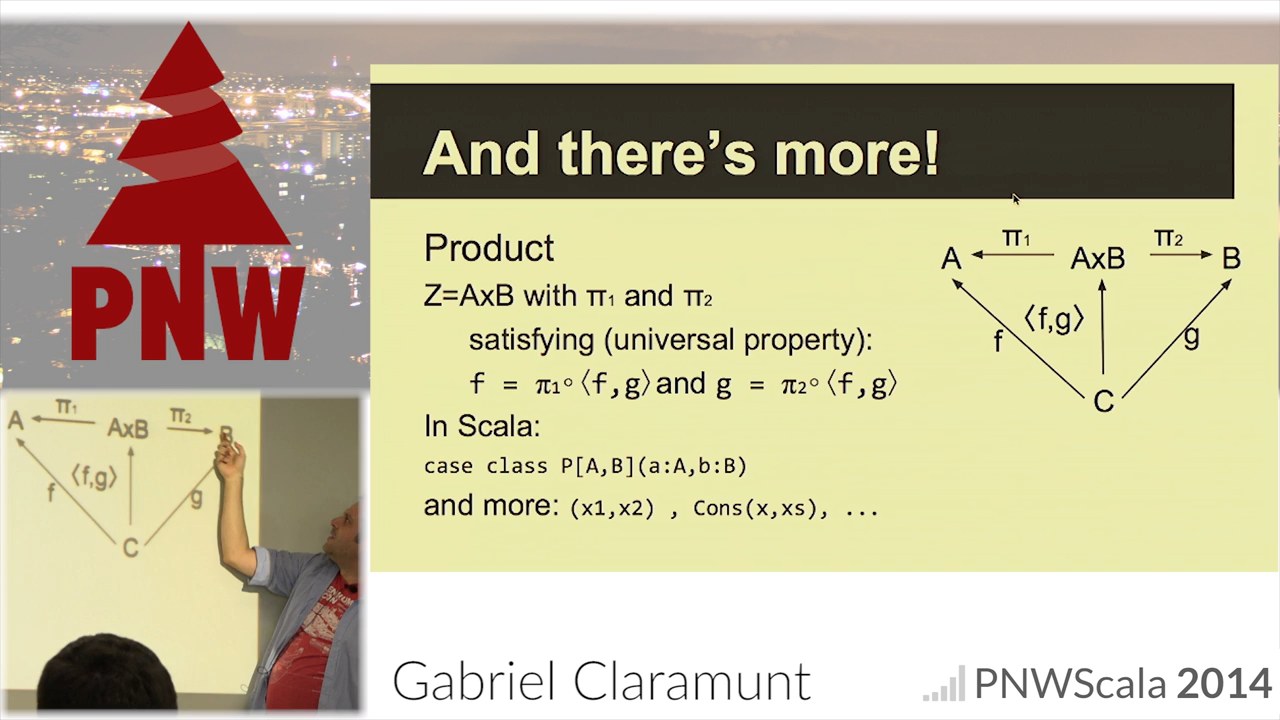 PNW
And there’s more!
Product
Z=AxB with π1 and π2
satisfying (universal property):
f = π1∘⟨f,g⟩and g = π2∘⟨f,g⟩
In Scala:
case class P[A,B](a:A,b:B)
and more: (x1,x2) , Cons(x,xs), ...
A π1 AxB π2 B
f ⟨f,g⟩ g
C
A π1 AxB π2 B
f ⟨f,g⟩ g
C
Gabriel Claramunt
PNWScala 2014